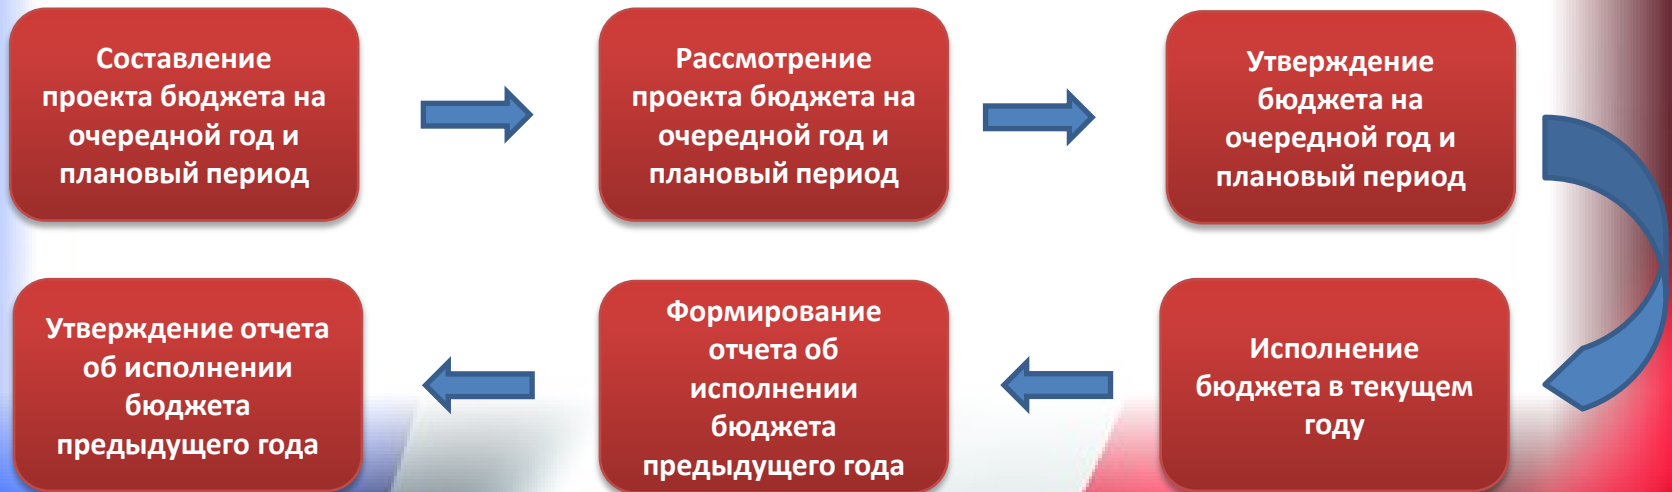 Составление
проекта бюджета на
очередной год и
плановый период
Рассмотрение
проекта бюджета на
очередной год и
плановый период
Утверждение
бюджета на
очередной год и
плановый период
Исполнение
бюджета в текущем
году
Формирование
отчета об
исполнении
бюджета
предыдущего года
Утверждение отчета
об исполнении
бюджета
предыдущего года